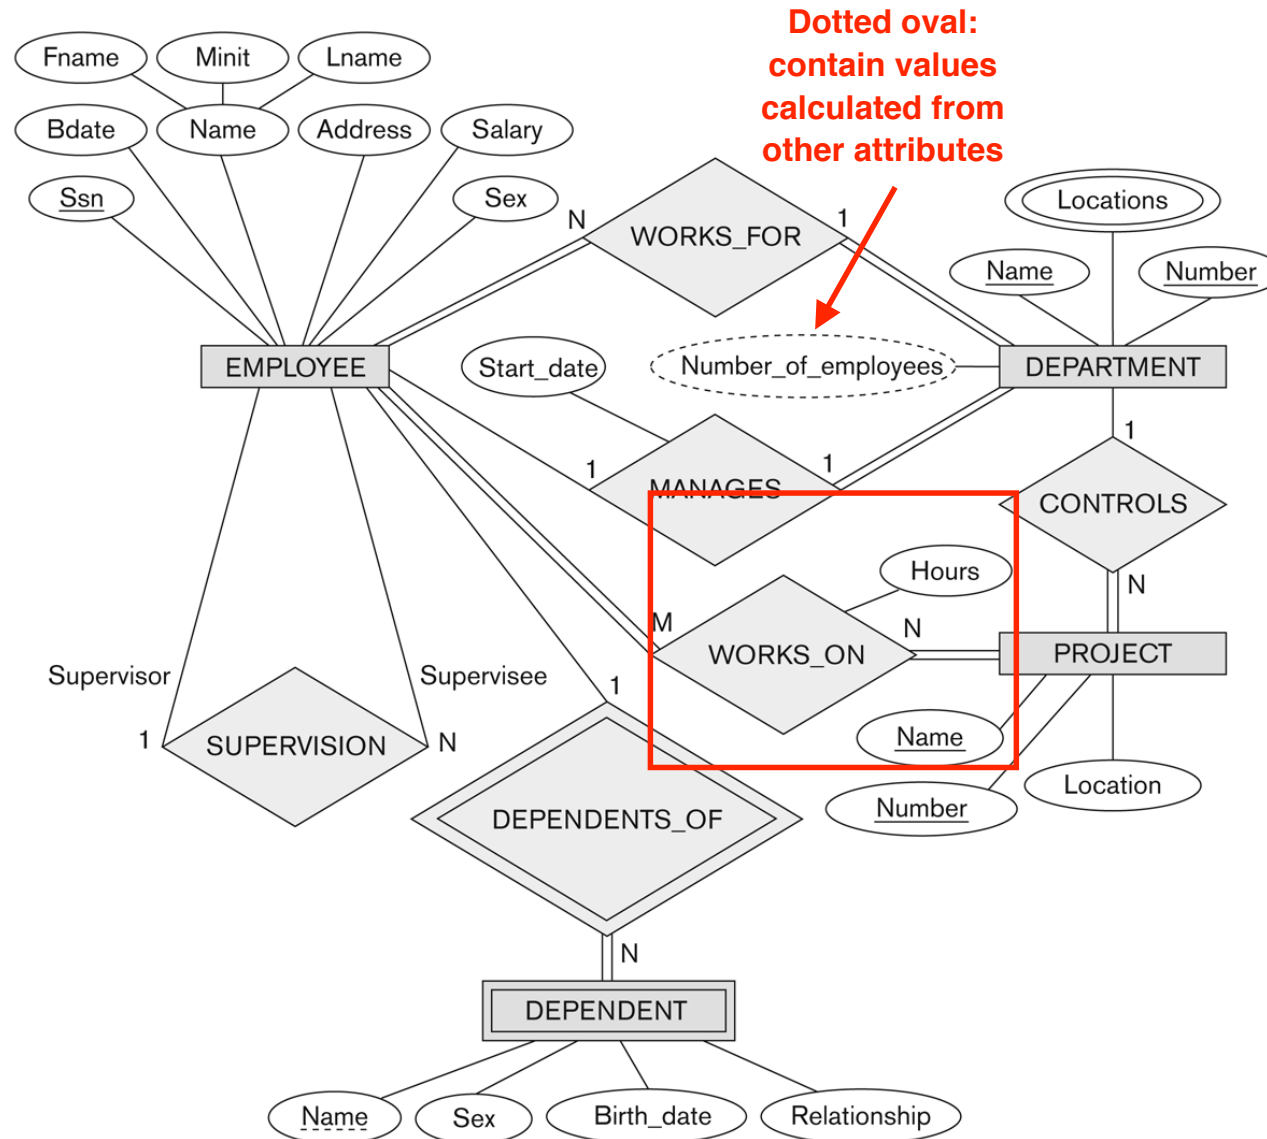 Dotted oval:
contain values
calculated from
other attributes
Fname
Minit
Lname
Bdate
Name
Address
Salary
Ssn
Sex
N
WORKS_FOR
1
Locations
Name
Number
EMPLOYEE
Start_date
Number_of_employees
DEPARTMENT
1
MANAGES
1
1
CONTROLS
N
Hours
M
WORKS_ON
N
PROJECT
Supervisor
Supervisee
1
SUPERVISION
N
1
Name
Number
Location
DEPENDENTS_OF
N
DEPENDENT
Name
Sex
Birth_date
Relationship